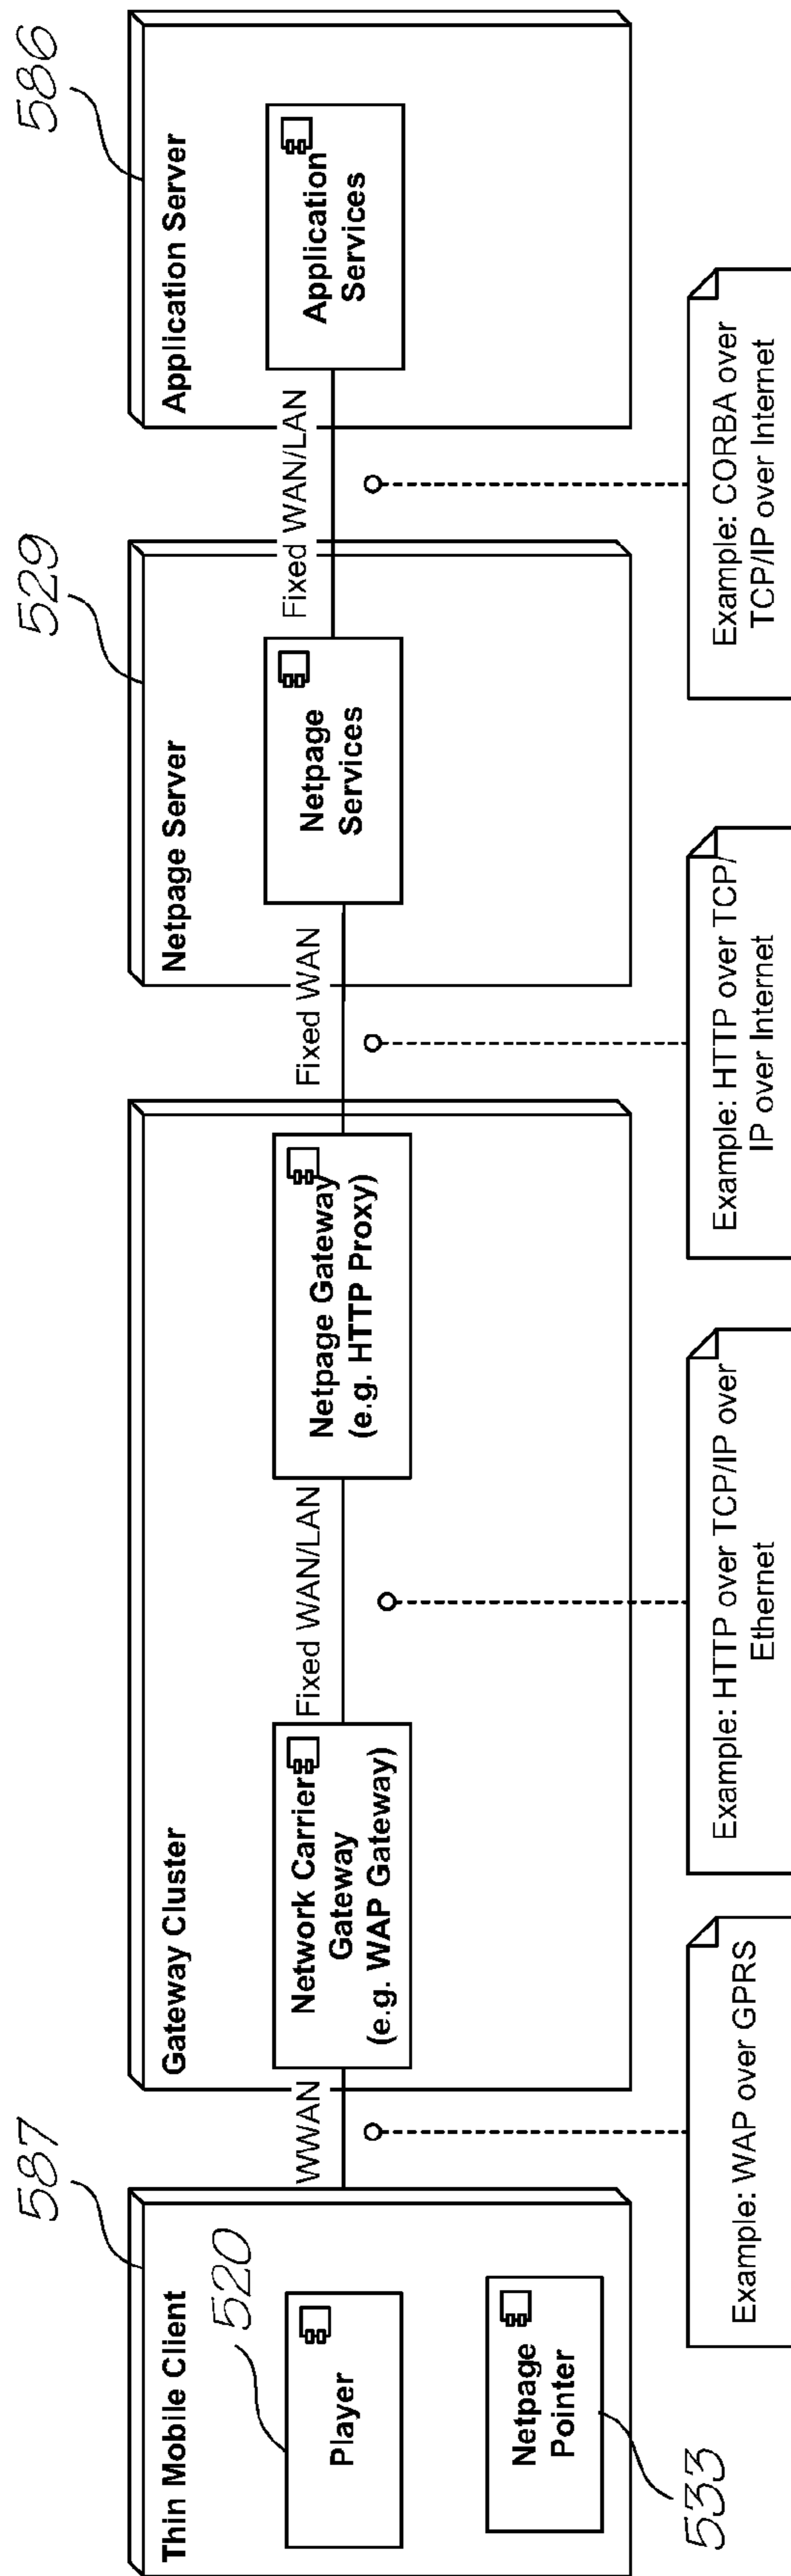 587
529
586
Thin Mobile Client
520
Player
Netpage
Pointer
533
WWAN
Gateway Cluster
Network Carrier
Gateway
(e.g. WAP Gateway)
Fixed WAN/LAN
Netpage Gateway
(e.g. HTTP Proxy)
Fixed WAN
Netpage Server
Netpage
Services
Fixed WAN/LAN
Application Server
Application
Services
Example: WAP over GPRS
Example: HTTP over TCP/IP over
Ethernet
Example: HTTP over TCP/
IP over Internet
Example: CORBA over
TCP/IP over Internet